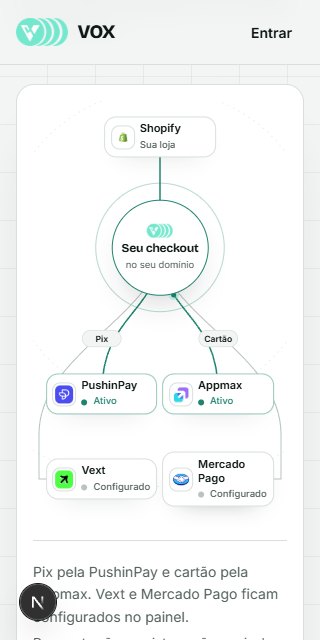 VOX
Entrar
Shopify
Sua loja
Seu checkout
no seu domínio
Pix
Cartão
PushinPay
Ativo
Appmax
Ativo
Vext
Configurado
Mercado
Pago
Configurado
Pix pela PushinPay e cartão pela
Appmax. Vext e Mercado Pago ficam
configurados no painel.